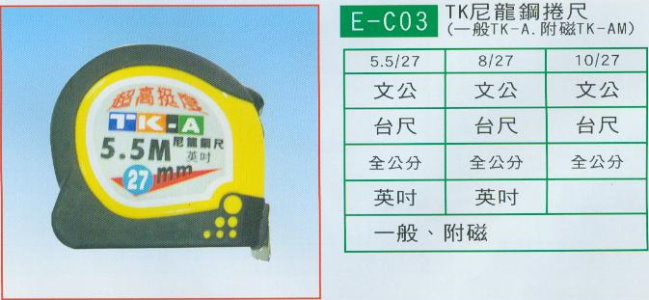 超高挺度
TK-A
5.5M 尼龍鋼尺
英吋
27 mm
E-C03 TK尼龍鋼捲尺
(一般TK-A.附磁TK-AM)
5.5/27 8/27 10/27
文公 文公 文公
台尺 台尺 台尺
全公分 全公分 全公分
英吋 英吋
一般、附磁